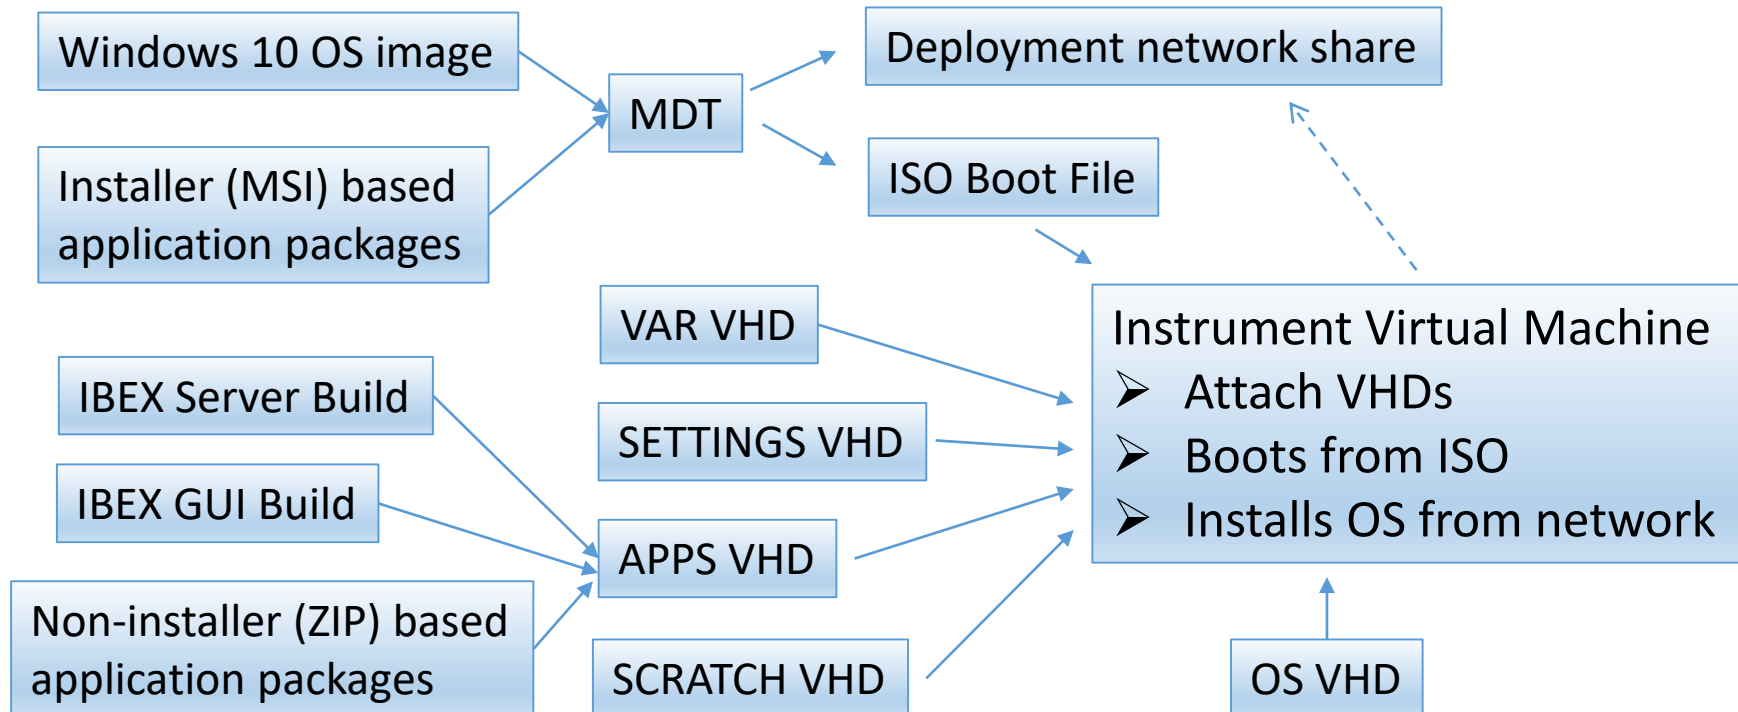 Windows 10 OS image
Deployment network share
MDT
Installer (MSI) based
application packages
ISO Boot File
VAR VHD
Instrument Virtual Machine
➢ Attach VHDs
➢ Boots from ISO
➢ Installs OS from network
IBEX Server Build
SETTINGS VHD
IBEX GUI Build
APPS VHD
Non-installer (ZIP) based
application packages
SCRATCH VHD
OS VHD